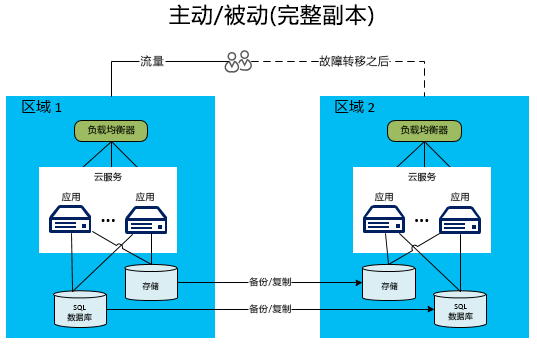 主动/被动(完整副本)
流量
故障转移之后
区域 1
区域 2
负载均衡器
负载均衡器
云服务
云服务
应用
应用
应用
应用
...
...
存储
备份/复制
存储
SQL
数据库
备份/复制
SQL
数据库